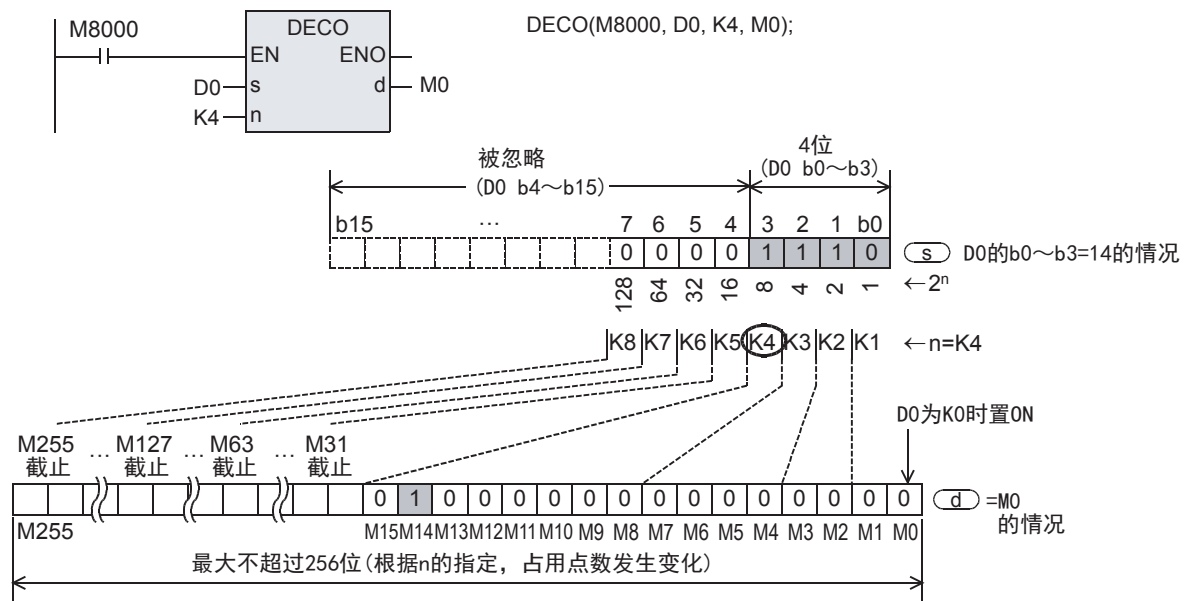 M8000
DECO
DECO(M8000, D0, K4, M0);
EN ENO
D0 s d M0
K4 n
被忽略
(D0 b4～b15)
4位
(D0 b0～b3)
b15 … 7 6 5 4 3 2 1 b0
0 0 0 0 1 1 1 0 s D0的b0～b3=14的情况
128 64 32 16 8 4 2 1 ←2ⁿ
K8 K7 K6 K5 K4 K3 K2 K1 ←n=K4
D0为K0时置ON
M255 … M127 … M63 … M31
截止 截止 截止 截止
0 1 0 0 0 0 0 0 0 0 0 0 0 0 0 0 d =M0
的情况
M255 M15 M14 M13 M12 M11 M10 M9 M8 M7 M6 M5 M4 M3 M2 M1 M0
最大不超过256位(根据n的指定，占用点数发生变化)